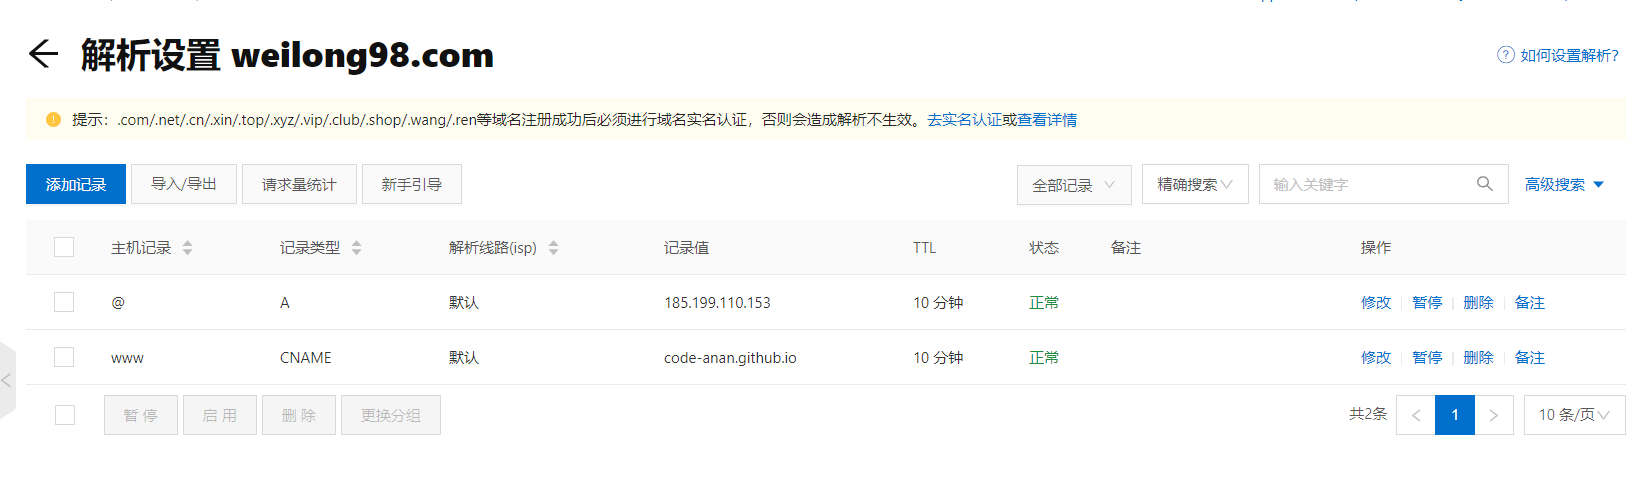 解析设置 weilong98.com
如何设置解析?
提示：.com/.net/.cn/.xin/.top/.xyz/.vip/.club/.shop/.wang/.ren等域名注册成功后必须进行域名实名认证，否则会造成解析不生效。去实名认证或查看详情
添加记录 导入/导出 请求量统计 新手引导 全部记录 精确搜索 输入关键字 高级搜索
主机记录 记录类型 解析线路(isp) 记录值 TTL 状态 备注 操作
@ A 默认 185.199.110.153 10 分钟 正常 修改 暂停 删除 备注
www CNAME 默认 code-anan.github.io 10 分钟 正常 修改 暂停 删除 备注
暂停 启用 删除 更换分组 共2条 < 1 > 10 条/页